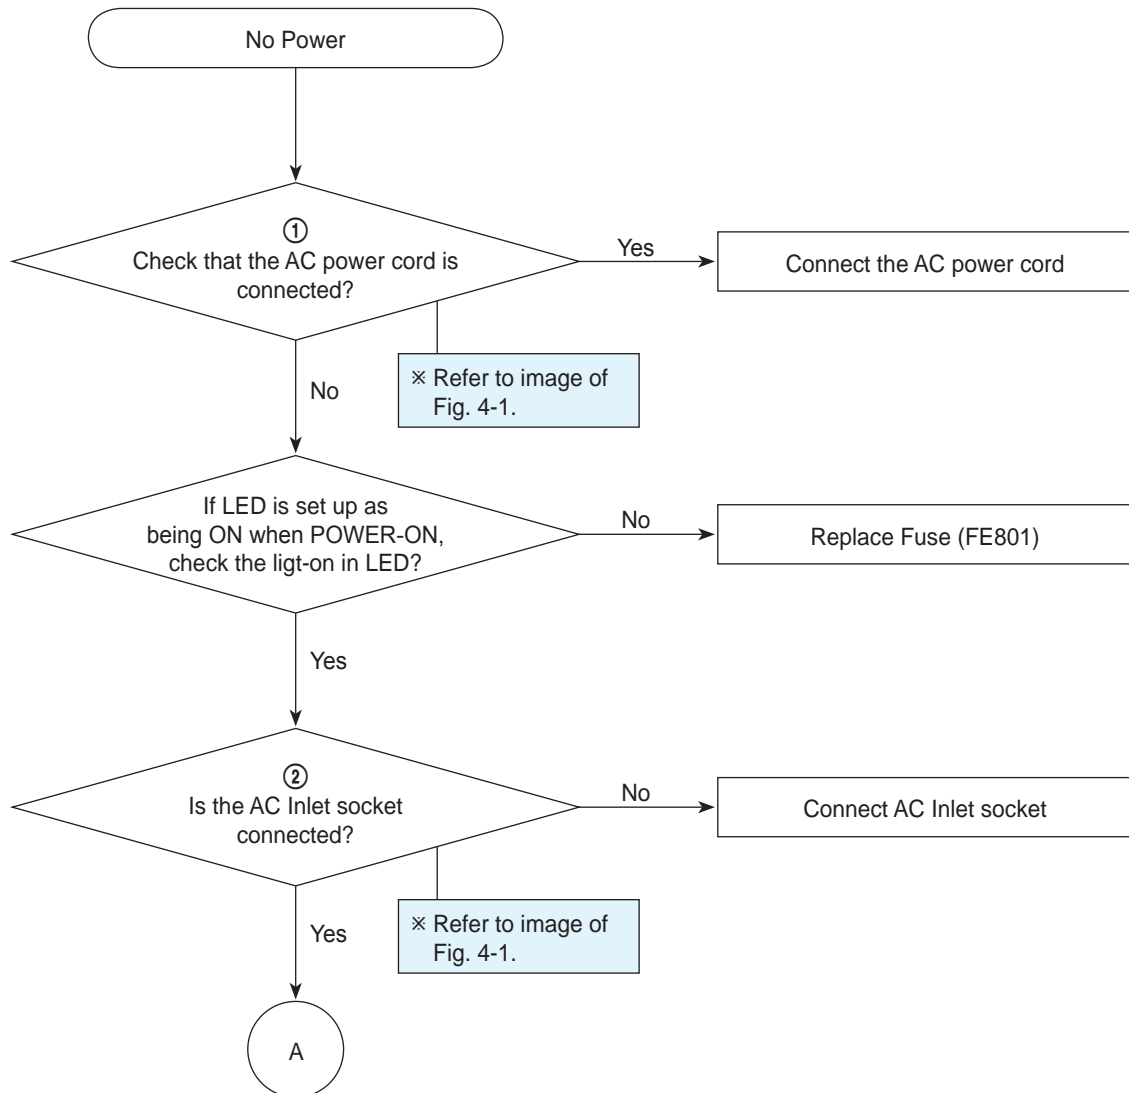 No Power
①
Check that the AC power cord is
connected?
Yes
Connect the AC power cord
※ Refer to image of
Fig. 4-1.
No
If LED is set up as
being ON when POWER-ON,
check the ligt-on in LED?
No
Replace Fuse (FE801)
Yes
②
Is the AC Inlet socket
connected?
No
Connect AC Inlet socket
※ Refer to image of
Fig. 4-1.
Yes
A